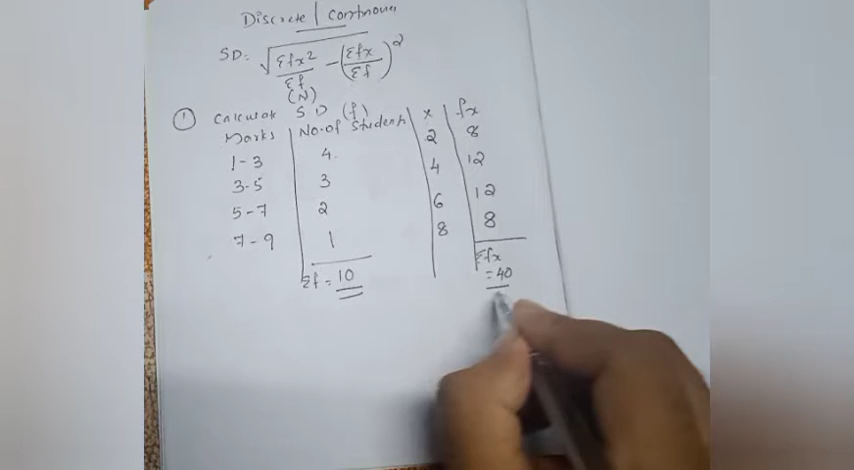 Discrete | Continous
SD = √ Σfx² / Σf (N) − (Σfx / Σf)²
① Calculate SD
Marks | No. of Students (f) | x | fx
1-3 | 4 | 2 | 8
3-5 | 3 | 4 | 12
5-7 | 2 | 6 | 12
7-9 | 1 | 8 | 8
Σf = 10 | Σfx = 40